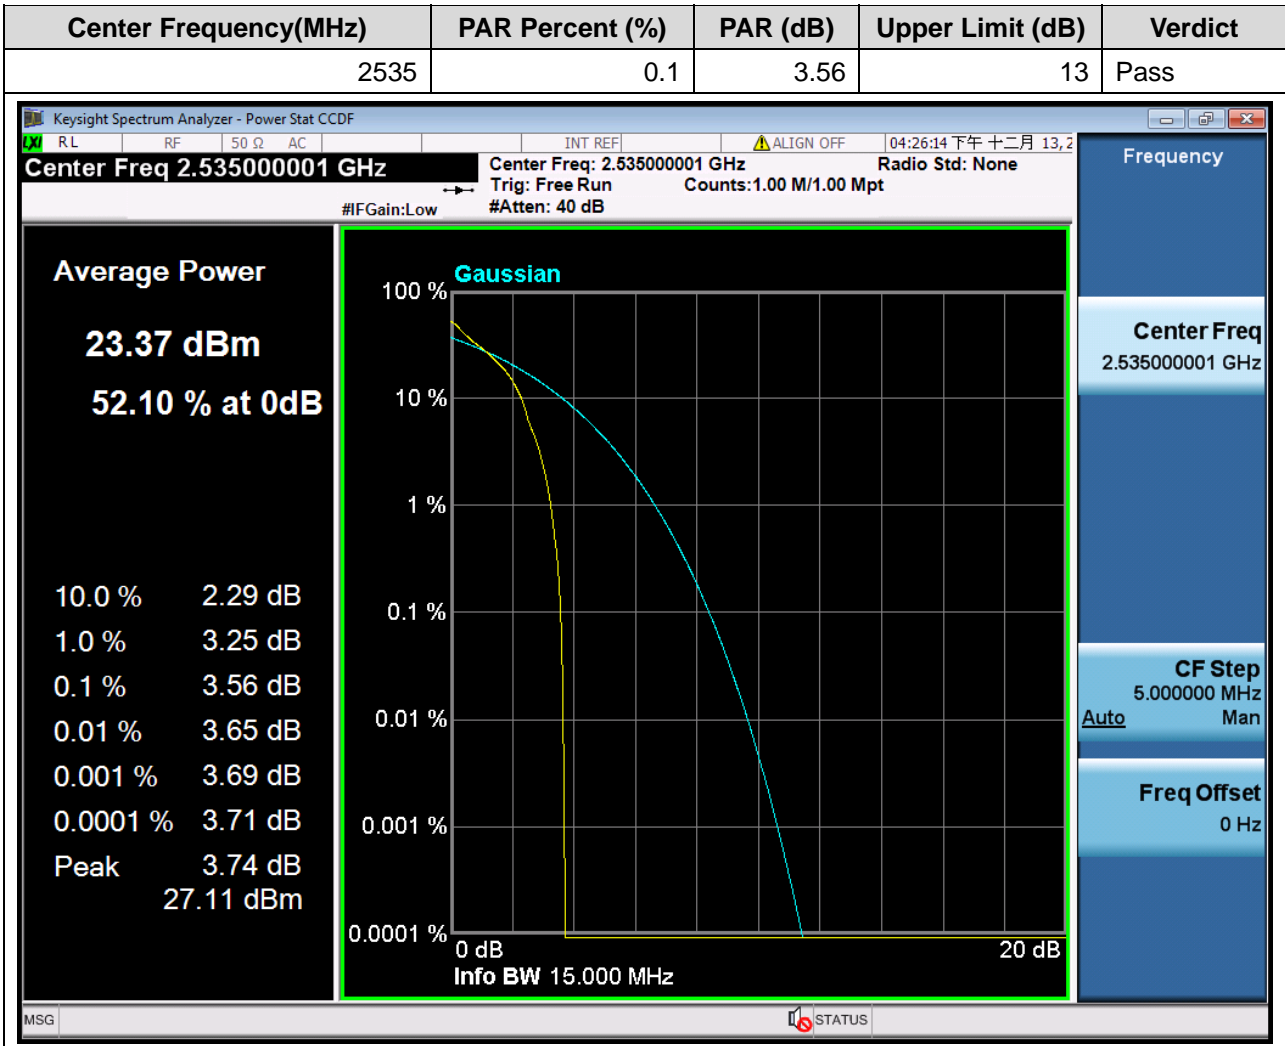 Center Frequency(MHz) PAR Percent (%) PAR (dB) Upper Limit (dB) Verdict
2535 0.1 3.56 13 Pass
Keysight Spectrum Analyzer - Power Stat CCDF
LXI RL RF 50 Ω AC INT REF ALIGN OFF 04:26:14 下午 十二月 13, 2
Center Freq 2.535000001 GHz
Center Freq: 2.535000001 GHz Radio Std: None
Trig: Free Run Counts:1.00 M/1.00 Mpt
#IFGain:Low #Atten: 40 dB
Average Power
23.37 dBm
52.10 % at 0dB
10.0 % 2.29 dB
1.0 % 3.25 dB
0.1 % 3.56 dB
0.01 % 3.65 dB
0.001 % 3.69 dB
0.0001 % 3.71 dB
Peak 3.74 dB
27.11 dBm
Gaussian
100 %
10 %
1 %
0.1 %
0.01 %
0.001 %
0.0001 %
0 dB 20 dB
Info BW 15.000 MHz
Frequency
Center Freq
2.535000001 GHz
CF Step
5.000000 MHz
Auto Man
Freq Offset
0 Hz
MSG STATUS